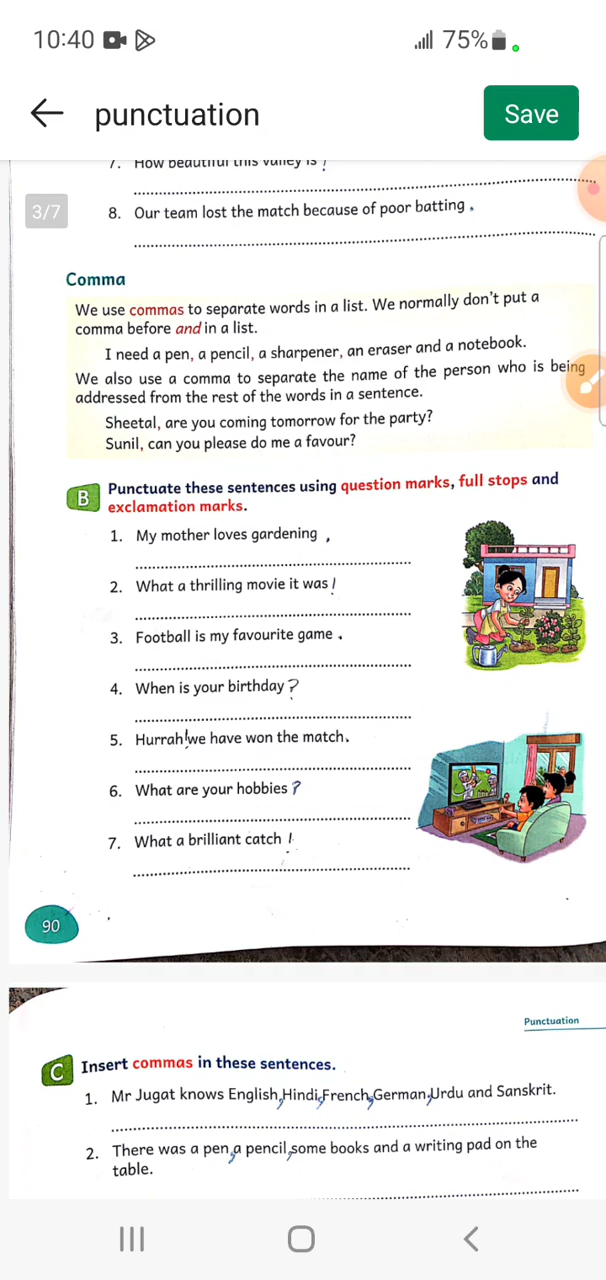 10:40 75%
punctuation
Save
7. How beautiful this valley is !
3/7
8. Our team lost the match because of poor batting .
Comma
We use commas to separate words in a list. We normally don't put a
comma before and in a list.
I need a pen, a pencil, a sharpener, an eraser and a notebook.
We also use a comma to separate the name of the person who is being
addressed from the rest of the words in a sentence.
Sheetal, are you coming tomorrow for the party?
Sunil, can you please do me a favour?
B Punctuate these sentences using question marks, full stops and
exclamation marks.
1. My mother loves gardening ,
2. What a thrilling movie it was !
3. Football is my favourite game .
4. When is your birthday ?
5. Hurrah!we have won the match.
6. What are your hobbies ?
7. What a brilliant catch !
90
Punctuation
C Insert commas in these sentences.
1. Mr Jugat knows English,Hindi,French,German,Urdu and Sanskrit.
2. There was a pen,a pencil,some books and a writing pad on the
table.